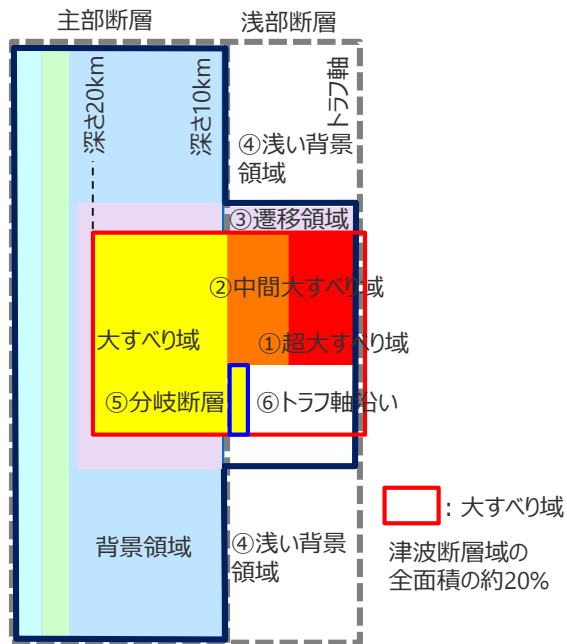 主部断層
浅部断層
深さ20km
深さ10km
トラフ軸
④浅い背景
領域
③遷移領域
②中間大すべり域
大すべり域
①超大すべり域
⑤分岐断層
⑥トラフ軸沿い
背景領域
④浅い背景
領域
：大すべり域
津波断層域の
全面積の約20%